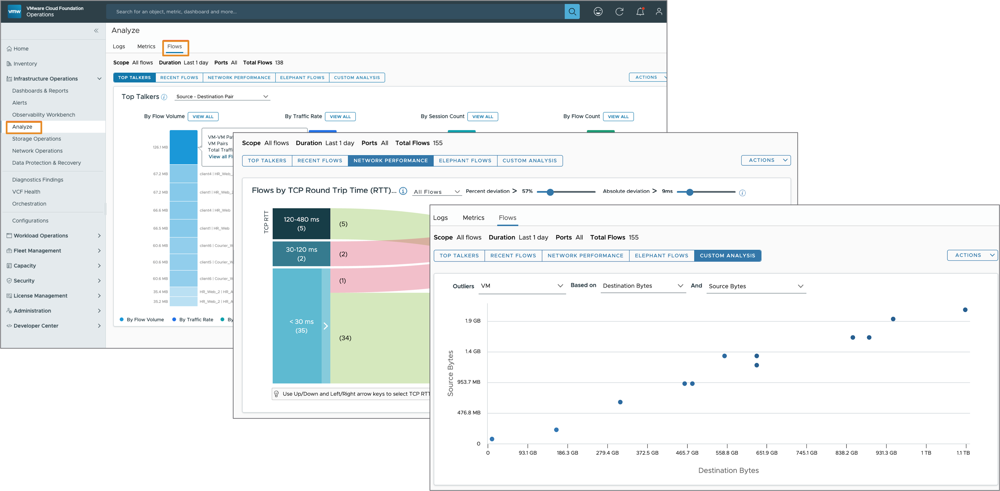 vmw
VMware Cloud Foundation
Operations
Search for an object, metric, dashboard and more...
Home
Inventory
Infrastructure Operations
Dashboards & Reports
Alerts
Observability Workbench
Analyze
Storage Operations
Network Operations
Data Protection & Recovery
Diagnostics Findings
VCF Health
Orchestration
Configurations
Workload Operations
Fleet Management
Capacity
Security
License Management
Administration
Developer Center
Analyze
Logs Metrics Flows
Scope All flows Duration Last 1 day Ports All Total Flows 138
TOP TALKERS RECENT FLOWS NETWORK PERFORMANCE ELEPHANT FLOWS CUSTOM ANALYSIS ACTIONS
Top Talkers i Source - Destination Pair
By Flow Volume VIEW ALL By Traffic Rate VIEW ALL By Session Count VIEW ALL By Flow Count VIEW ALL
VM-VM Pa
VM Pairs
Total Traffi
View all Fl
126.1 MB
67.2 MB client4 | HR_Web_
67.2 MB client1 | HR_Web_2
66.6 MB client4 | HR_Web
66.5 MB client1 | HR_Web
60.6 MB client6 | Courier_W
60.6 MB client5 | Courier_W
60.6 MB client6 | Courier_W
35.4 MB HR_Web_2 | HR_A
35.2 MB HR_Web_2 | HR_A
By Flow Volume By Traffic Rate By
Scope All flows Duration Last 1 day Ports All Total Flows 155
TOP TALKERS RECENT FLOWS NETWORK PERFORMANCE ELEPHANT FLOWS CUSTOM ANALYSIS ACTIONS
Flows by TCP Round Trip Time (RTT)... i All Flows Percent deviation > 57% Absolute deviation > 9ms i
TCP RTT
120-480 ms
(5)
(5)
30-120 ms
(2)
(2)
(1)
< 30 ms
(35)
(34)
Use Up/Down and Left/Right arrow keys to select TCP RTT
Logs Metrics Flows
Scope All flows Duration Last 1 day Ports All Total Flows 155
TOP TALKERS RECENT FLOWS NETWORK PERFORMANCE ELEPHANT FLOWS CUSTOM ANALYSIS ACTIONS
Outliers VM Based on Destination Bytes And Source Bytes
Source Bytes
1.9 GB
1.4 GB
953.7 MB
476.8 MB
0
0 93.1 GB 186.3 GB 279.4 GB 372.5 GB 465.7 GB 558.8 GB 651.9 GB 745.1 GB 838.2 GB 931.3 GB 1 TB 1.1 TB
Destination Bytes